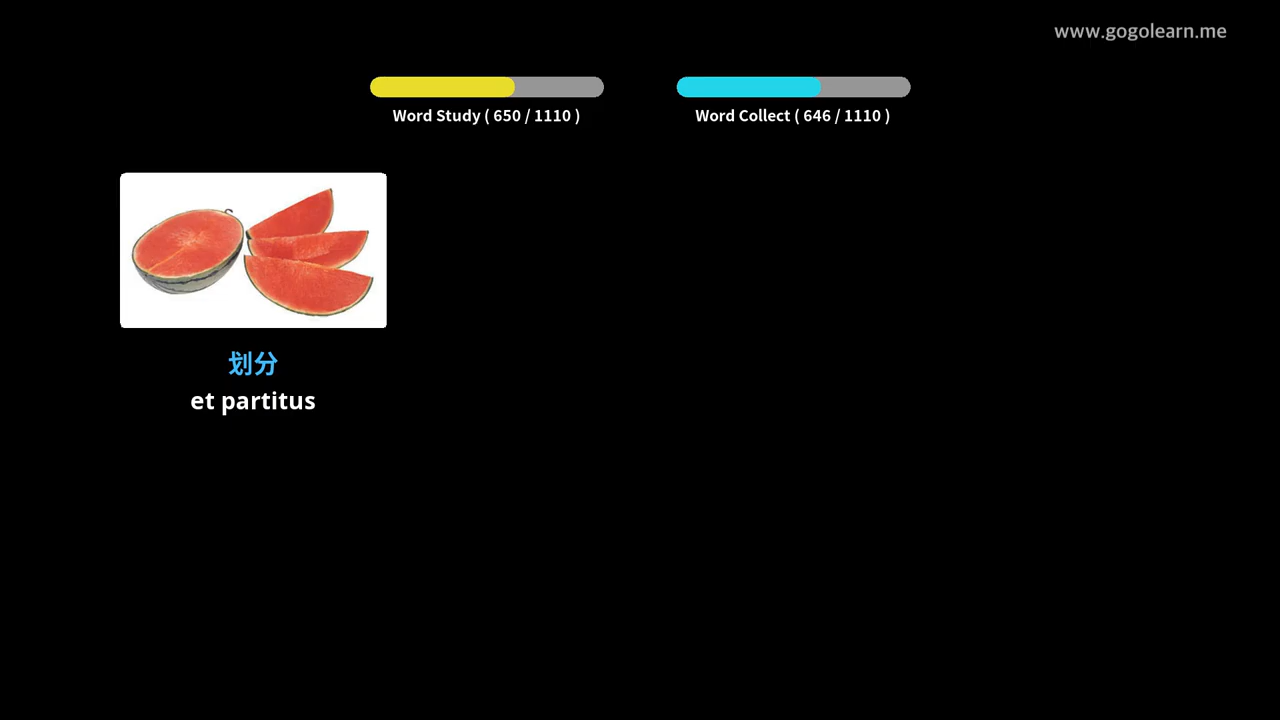 www.gogolearn.me
Word Study ( 650 / 1110 )
Word Collect ( 646 / 1110 )
划分
et partitus